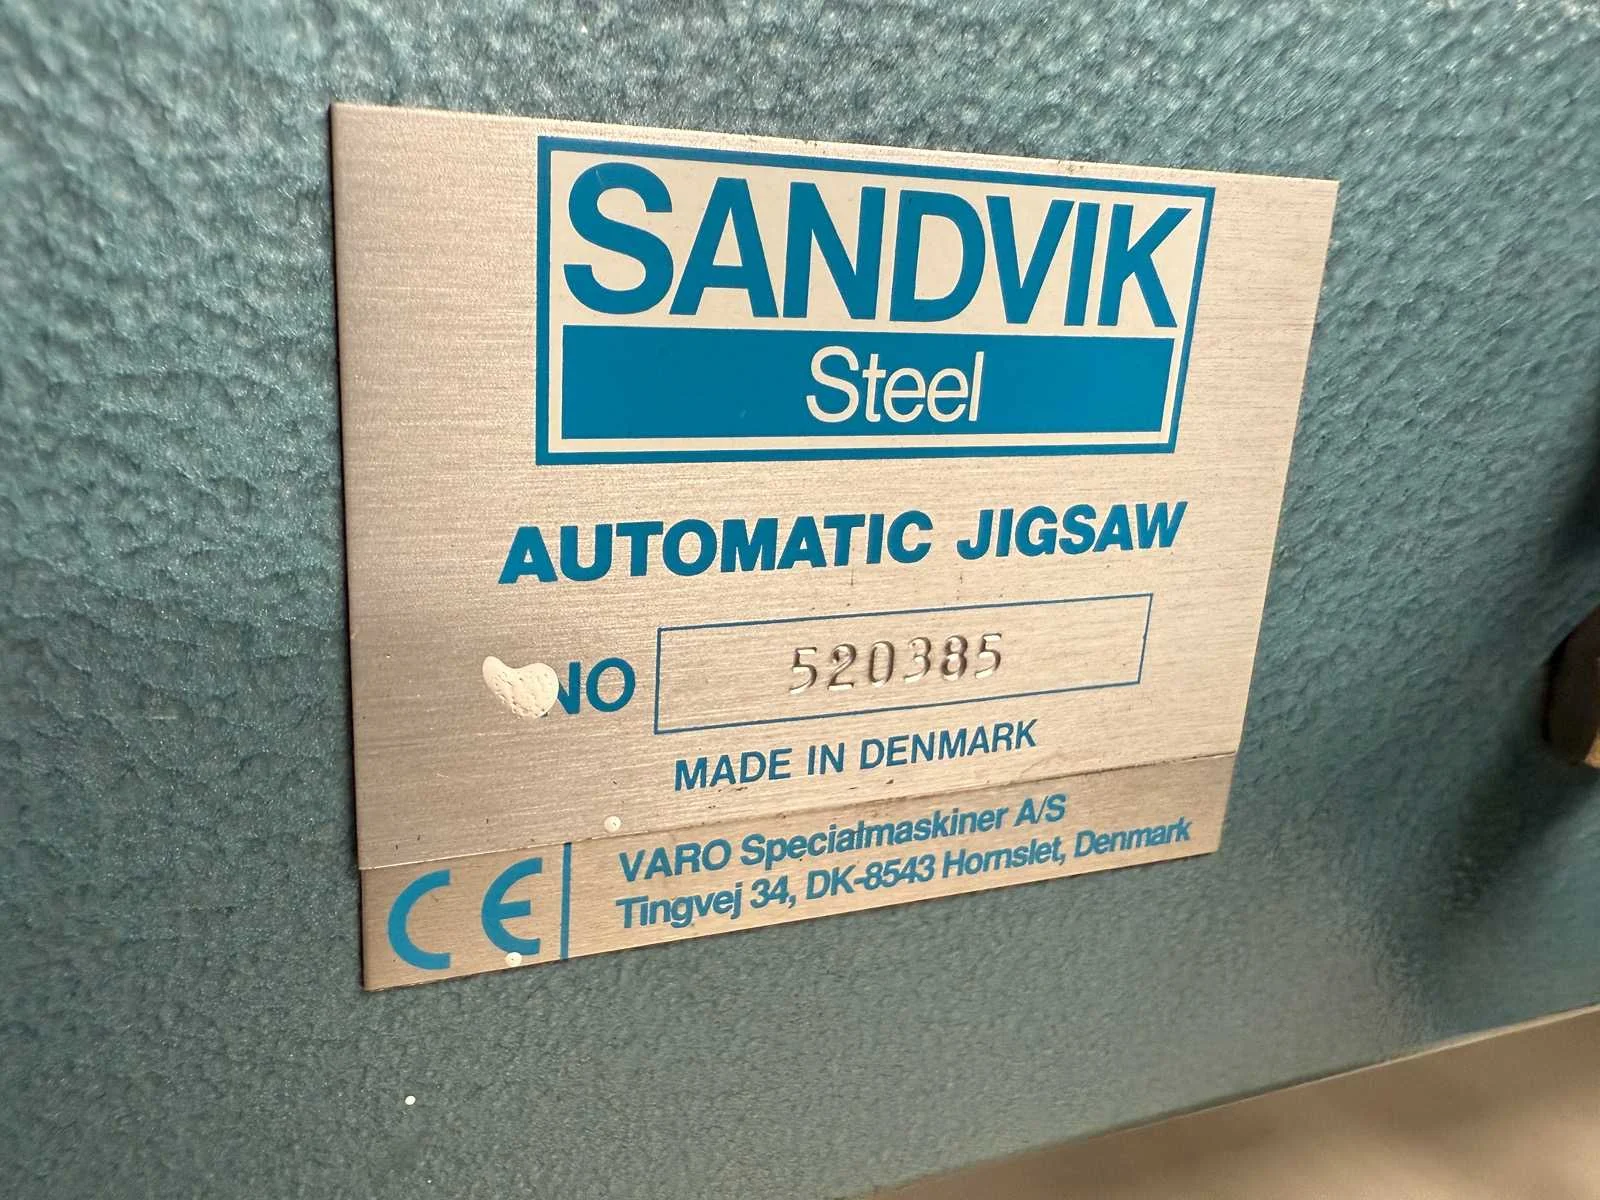 SANDVIK
Steel
AUTOMATIC JIGSAW
NO 520385
MADE IN DENMARK
CE
VARO Specialmaskiner A/S
Tingvej 34, DK-8543 Hornslet, Denmark